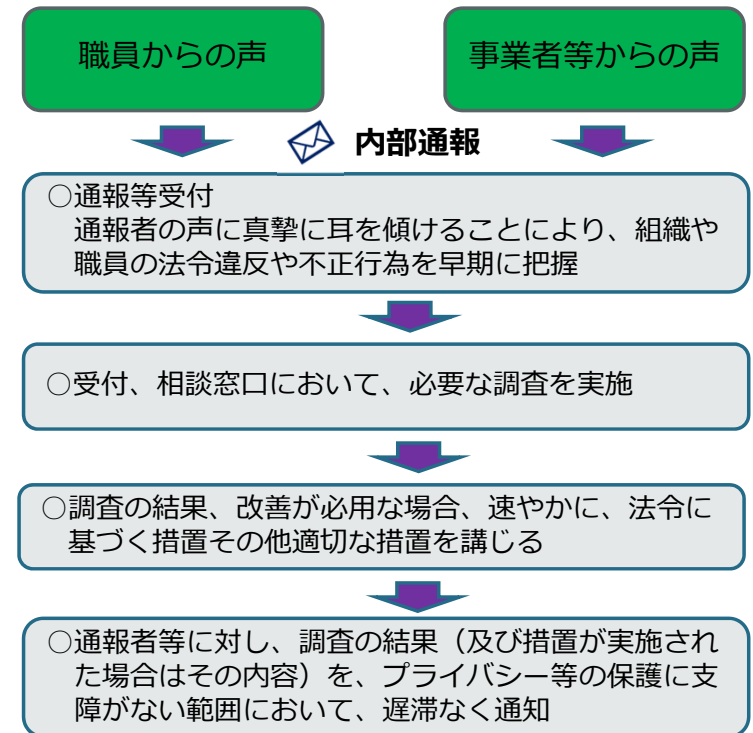 職員からの声
事業者等からの声
内部通報
○通報等受付
通報者の声に真摯に耳を傾けることにより、組織や
職員の法令違反や不正行為を早期に把握
○受付、相談窓口において、必要な調査を実施
○調査の結果、改善が必用な場合、速やかに、法令に
基づく措置その他適切な措置を講じる
○通報者等に対し、調査の結果（及び措置が実施され
た場合はその内容）を、プライバシー等の保護に支
障がない範囲において、遅滞なく通知